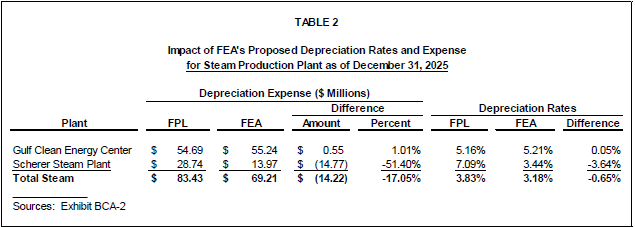 TABLE 2
Impact of FEA's Proposed Depreciation Rates and Expense
for Steam Production Plant as of December 31, 2025
Depreciation Expense ($ Millions)
Difference Depreciation Rates
Plant FPL FEA Amount Percent FPL FEA Difference
Gulf Clean Energy Center $ 54.69 $ 55.24 $ 0.55 1.01% 5.16% 5.21% 0.05%
Scherer Steam Plant $ 28.74 $ 13.97 $ (14.77) -51.40% 7.09% 3.44% -3.64%
Total Steam $ 83.43 $ 69.21 $ (14.22) -17.05% 3.83% 3.18% -0.65%
Sources: Exhibit BCA-2